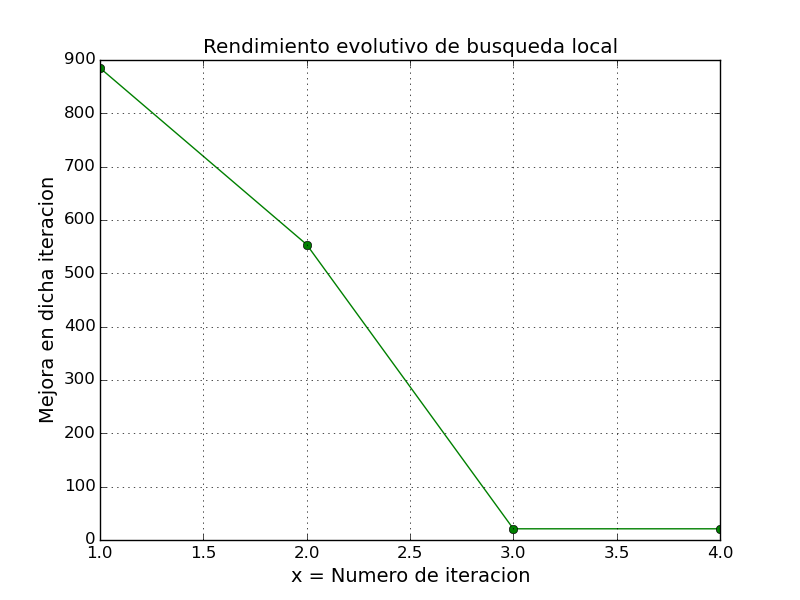 Rendimiento evolutivo de busqueda local
900
800
700
600
500
400
300
200
100
0
Mejora en dicha iteracion
1.0 1.5 2.0 2.5 3.0 3.5 4.0
x = Numero de iteracion